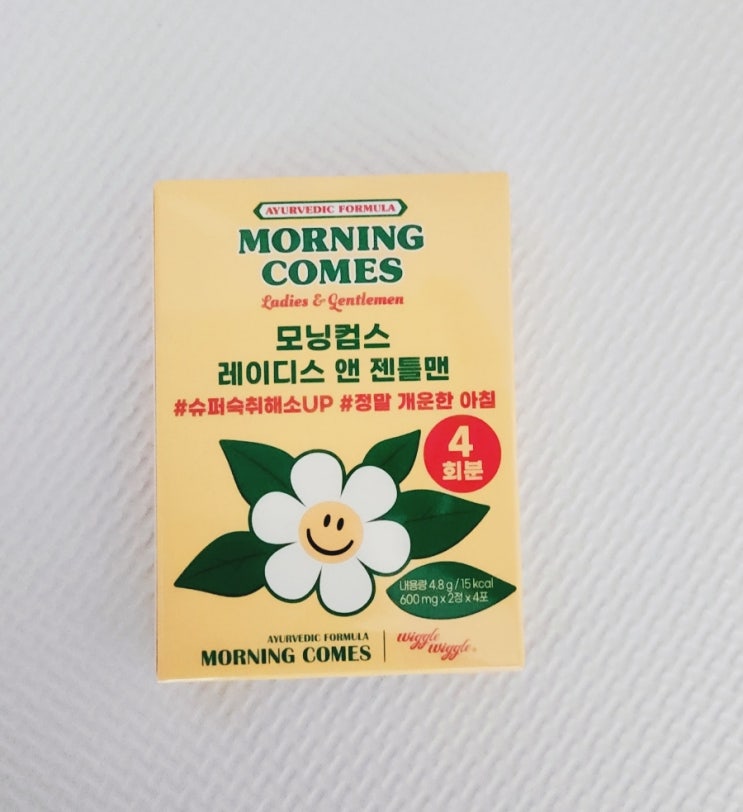 AYURVEDIC FORMULA
MORNING
COMES
Ladies & Gentlemen
모닝컴스
레이디스 앤 젠틀맨
#슈퍼숙취해소UP #정말 개운한 아침
4
회분
내용량 4.8 g / 15 kcal
600 mg x 2정 x 4포
AYURVEDIC FORMULA
MORNING COMES
wiggle
wiggle®